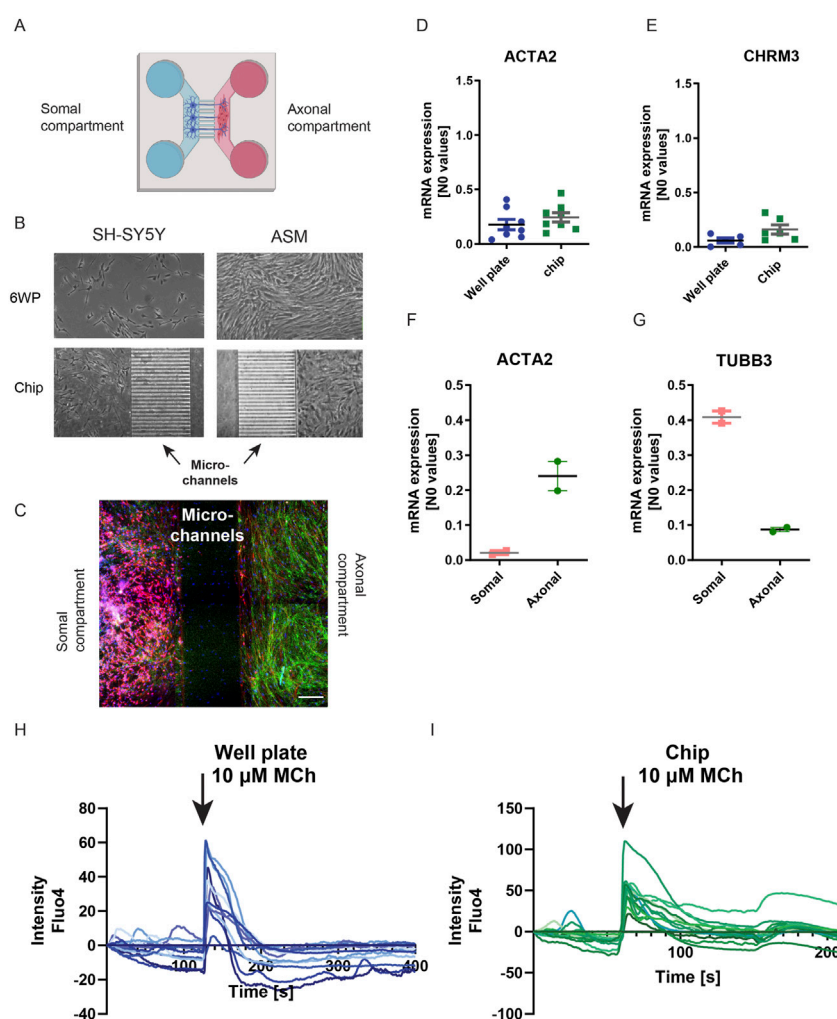 A
Somal
compartment
Axonal
compartment
B
SH-SY5Y
ASM
6WP
Chip
Micro-
channels
C
Somal
compartment
Micro-
channels
Axonal
compartment
D
ACTA2
mRNA expression
[N0 values]
1.5
1.0
0.5
0.0
Well plate
chip
E
CHRM3
mRNA expression
[N0 values]
1.5
1.0
0.5
0.0
Well plate
Chip
F
ACTA2
mRNA expression
[N0 values]
0.5
0.4
0.3
0.2
0.1
0.0
Somal
Axonal
G
TUBB3
mRNA expression
[N0 values]
0.5
0.4
0.3
0.2
0.1
0.0
Somal
Axonal
H
Well plate
10 µM MCh
Intensity
Fluo4
80
60
40
20
0
-20
-40
100
200
300
400
Time [s]
I
Chip
10 µM MCh
Intensity
Fluo4
150
100
50
0
-50
-100
100
200
Time [s]